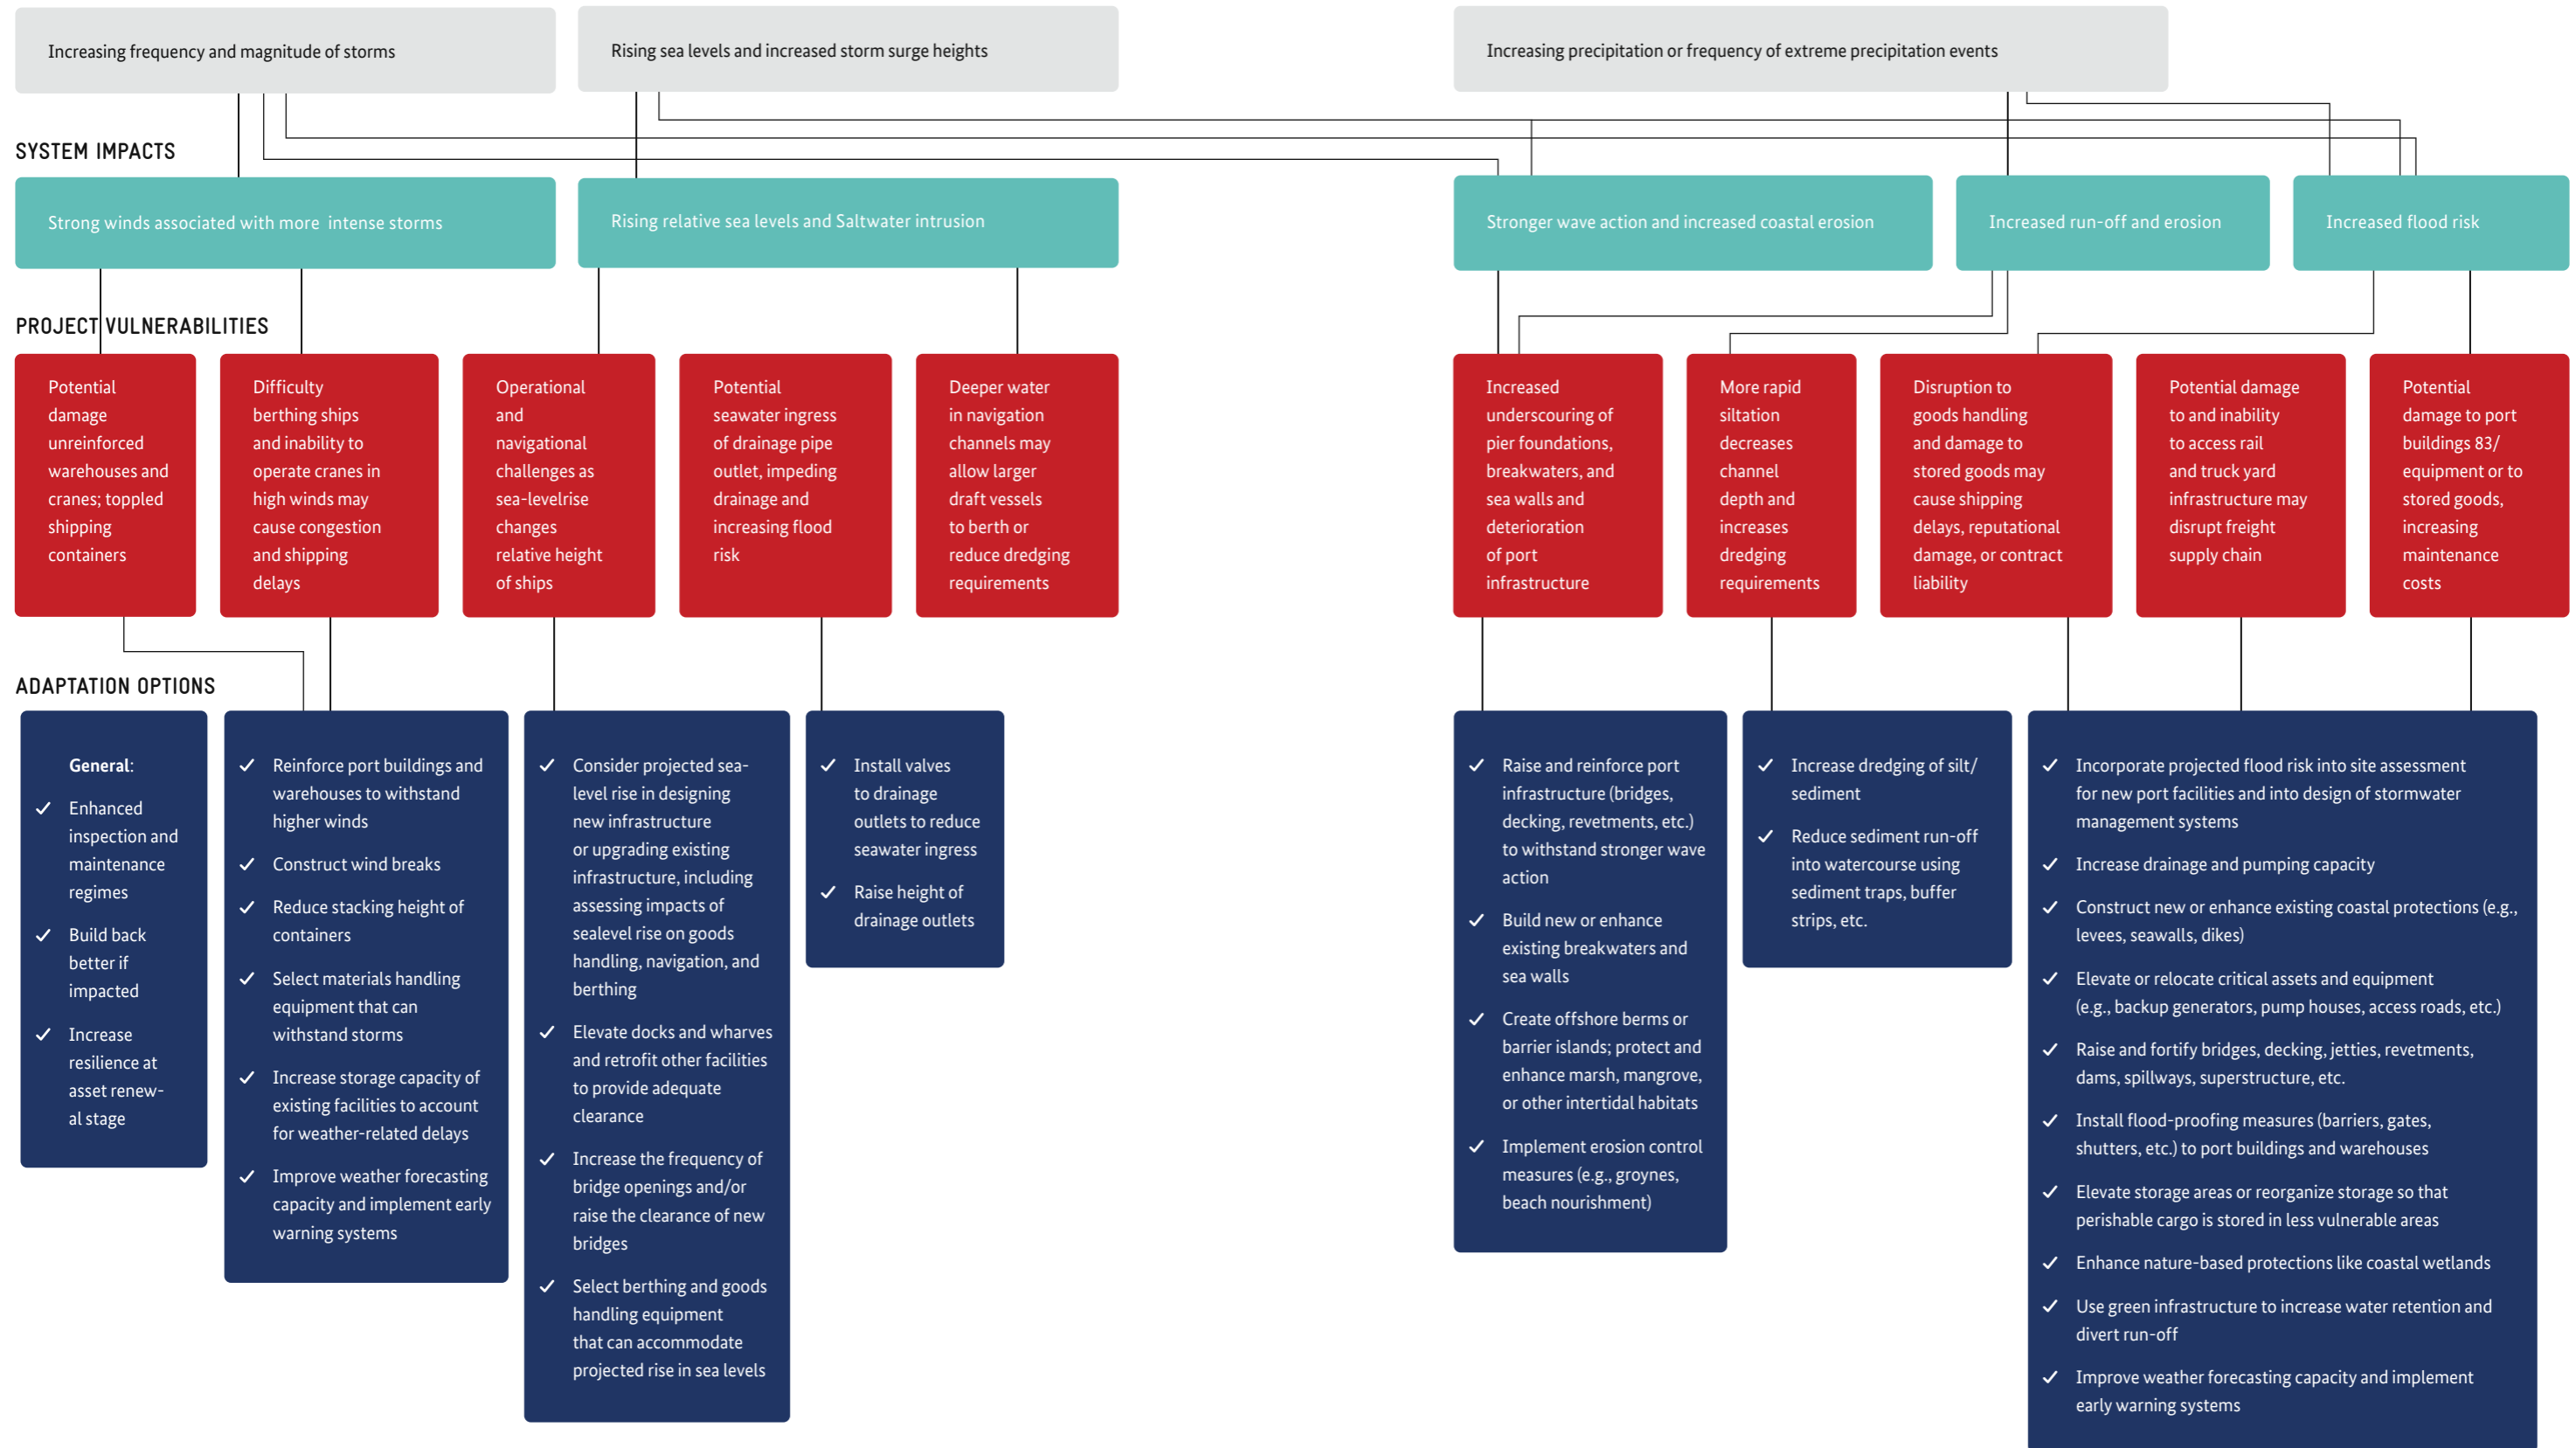 Increasing frequency and magnitude of storms
Rising sea levels and increased storm surge heights
Increasing precipitation or frequency of extreme precipitation events
SYSTEM IMPACTS
Strong winds associated with more intense storms
Rising relative sea levels and Saltwater intrusion
Stronger wave action and increased coastal erosion
Increased run-off and erosion
Increased flood risk
PROJECT VULNERABILITIES
Potential
damage
unreinforced
warehouses and
cranes; toppled
shipping
containers
Difficulty
berthing ships
and inability to
operate cranes in
high winds may
cause congestion
and shipping
delays
Operational
and
navigational
challenges as
sea-levelrise
changes
relative height
of ships
Potential
seawater ingress
of drainage pipe
outlet, impeding
drainage and
increasing flood
risk
Deeper water
in navigation
channels may
allow larger
draft vessels
to berth or
reduce dredging
requirements
Increased
underscouring of
pier foundations,
breakwaters, and
sea walls and
deterioration
of port
infrastructure
More rapid
siltation
decreases
channel
depth and
increases
dredging
requirements
Disruption to
goods handling
and damage to
stored goods may
cause shipping
delays, reputational
damage, or contract
liability
Potential damage
to and inability
to access rail
and truck yard
infrastructure may
disrupt freight
supply chain
Potential
damage to port
buildings 83/
equipment or to
stored goods,
increasing
maintenance
costs
ADAPTATION OPTIONS
General:
✓ Enhanced
inspection and
maintenance
regimes
✓ Build back
better if
impacted
✓ Increase
resilience at
asset renew-
al stage
✓ Reinforce port buildings and
warehouses to withstand
higher winds
✓ Construct wind breaks
✓ Reduce stacking height of
containers
✓ Select materials handling
equipment that can
withstand storms
✓ Increase storage capacity of
existing facilities to account
for weather-related delays
✓ Improve weather forecasting
capacity and implement early
warning systems
✓ Consider projected sea-
level rise in designing
new infrastructure
or upgrading existing
infrastructure, including
assessing impacts of
sealevel rise on goods
handling, navigation, and
berthing
✓ Elevate docks and wharves
and retrofit other facilities
to provide adequate
clearance
✓ Increase the frequency of
bridge openings and/or
raise the clearance of new
bridges
✓ Select berthing and goods
handling equipment
that can accommodate
projected rise in sea levels
✓ Install valves
to drainage
outlets to reduce
seawater ingress
✓ Raise height of
drainage outlets
✓ Raise and reinforce port
infrastructure (bridges,
decking, revetments, etc.)
to withstand stronger wave
action
✓ Build new or enhance
existing breakwaters and
sea walls
✓ Create offshore berms or
barrier islands; protect and
enhance marsh, mangrove,
or other intertidal habitats
✓ Implement erosion control
measures (e.g., groynes,
beach nourishment)
✓ Increase dredging of silt/
sediment
✓ Reduce sediment run-off
into watercourse using
sediment traps, buffer
strips, etc.
✓ Incorporate projected flood risk into site assessment
for new port facilities and into design of stormwater
management systems
✓ Increase drainage and pumping capacity
✓ Construct new or enhance existing coastal protections (e.g.,
levees, seawalls, dikes)
✓ Elevate or relocate critical assets and equipment
(e.g., backup generators, pump houses, access roads, etc.)
✓ Raise and fortify bridges, decking, jetties, revetments,
dams, spillways, superstructure, etc.
✓ Install flood-proofing measures (barriers, gates,
shutters, etc.) to port buildings and warehouses
✓ Elevate storage areas or reorganize storage so that
perishable cargo is stored in less vulnerable areas
✓ Enhance nature-based protections like coastal wetlands
✓ Use green infrastructure to increase water retention and
divert run-off
✓ Improve weather forecasting capacity and implement
early warning systems